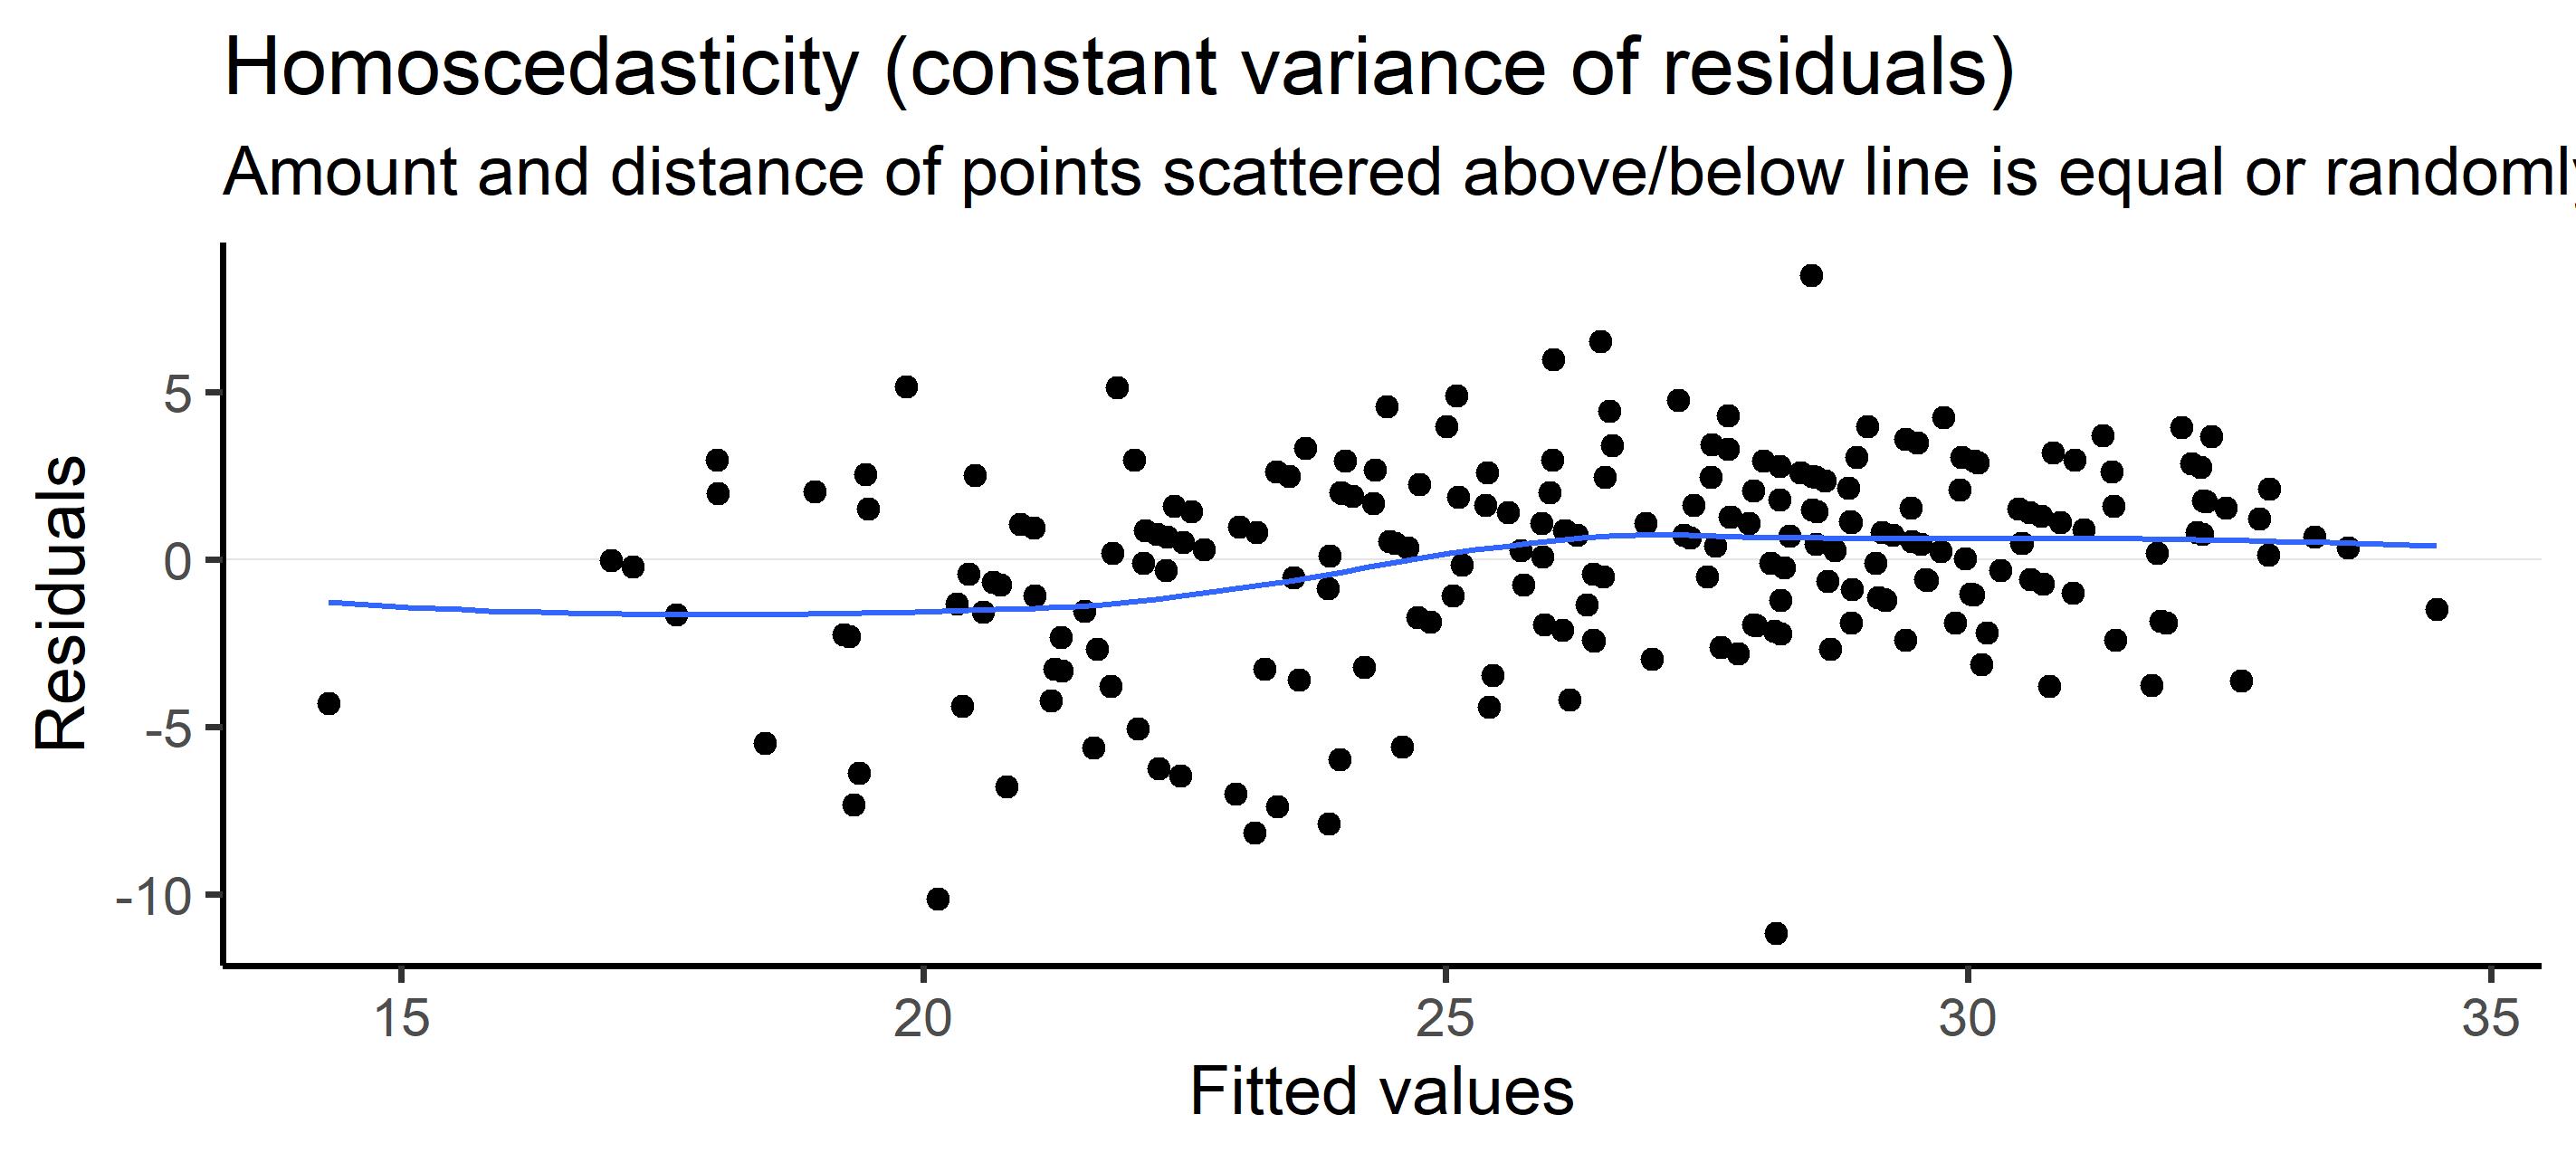 Homoscedasticity (constant variance of residuals)
Amount and distance of points scattered above/below line is equal or randomly
Residuals
5
0
-5
-10
15
20
25
30
35
Fitted values